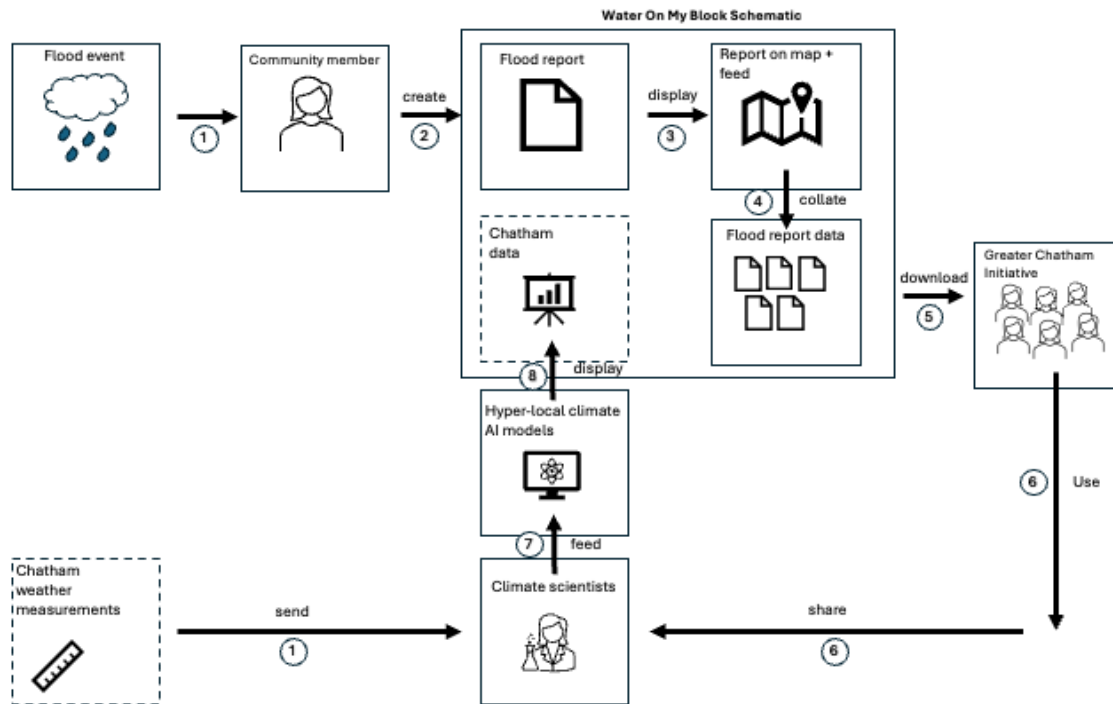 Water On My Block Schematic
Flood event
Community member
Flood report
Report on map +
feed
create
display
1
2
3
4
collate
Chatham
data
Flood report data
Greater Chatham
Initiative
download
5
8
display
Hyper-local climate
AI models
6
Use
7
feed
Chatham
weather
measurements
Climate scientists
send
share
1
6